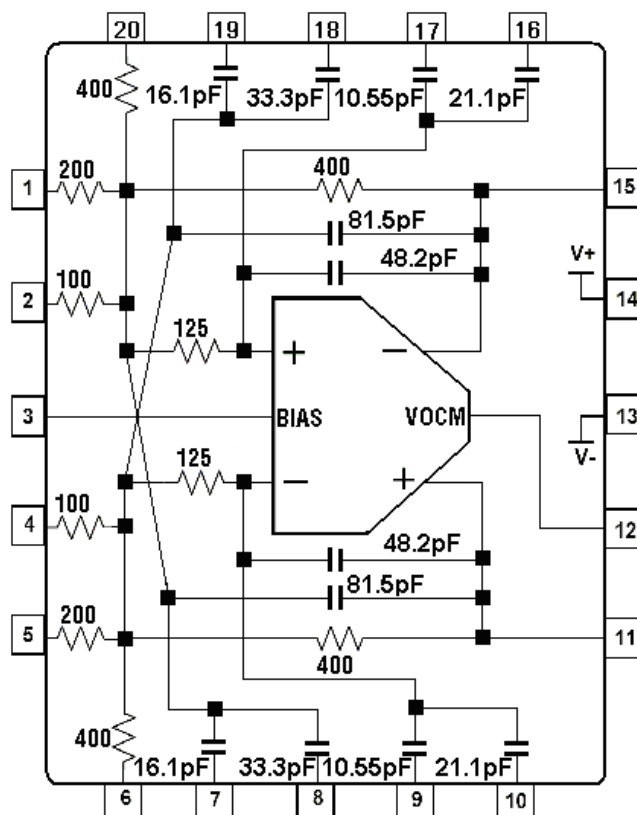 20 19 18 17 16
400 16.1pF 33.3pF 10.55pF 21.1pF
1 200 400 15
81.5pF
V+
48.2pF
2 100 14
125
+ −
3 BIAS VOCM 13
V-
125
− +
4 100 12
48.2pF
81.5pF
5 200 11
400
400 16.1pF 33.3pF 10.55pF 21.1pF
6 7 8 9 10